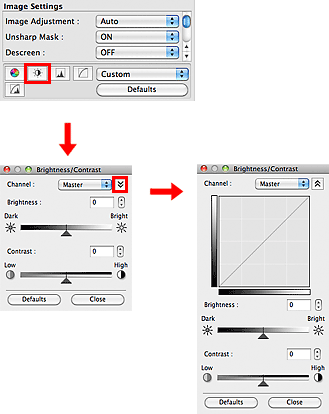 Image Settings
Image Adjustment : Auto
Unsharp Mask : ON
Descreen : OFF
Custom
Defaults
Brightness/Contrast
Channel : Master
Brightness : 0
Dark Bright
Contrast : 0
Low High
Defaults Close
Brightness/Contrast
Channel : Master
Brightness : 0
Dark Bright
Contrast : 0
Low High
Defaults Close